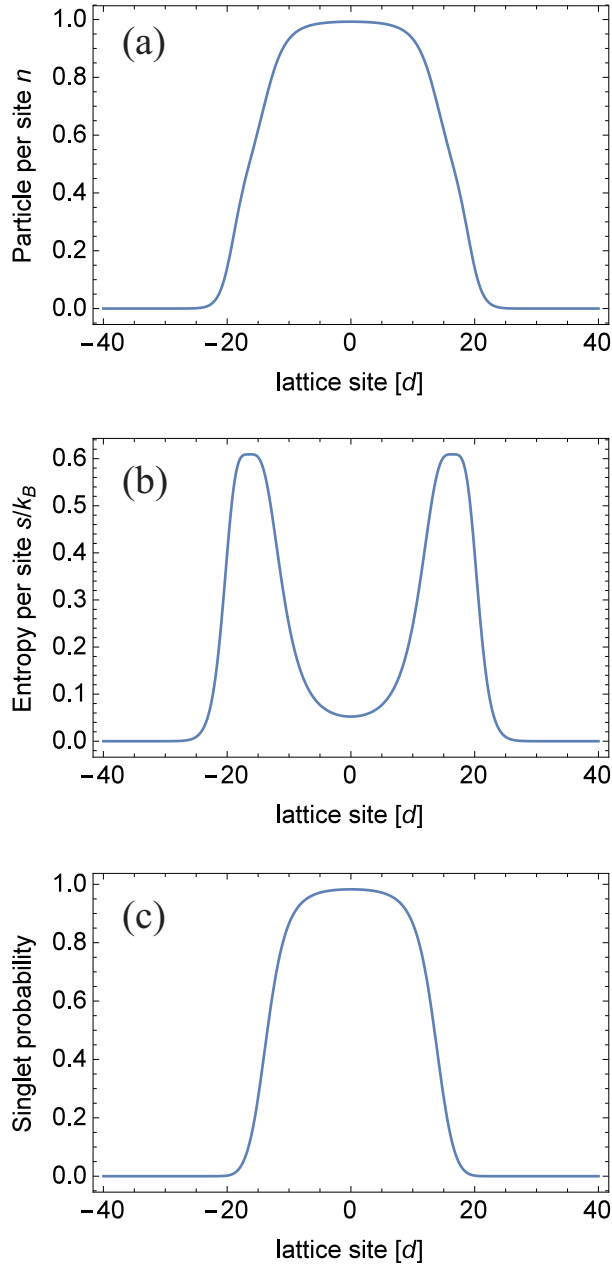 (a)
Particle per site n
1.0
0.8
0.6
0.4
0.2
0.0
−40 −20 0 20 40
lattice site [d]
(b)
Entropy per site s/k_B
0.6
0.5
0.4
0.3
0.2
0.1
0.0
−40 −20 0 20 40
lattice site [d]
(c)
Singlet probability
1.0
0.8
0.6
0.4
0.2
0.0
−40 −20 0 20 40
lattice site [d]